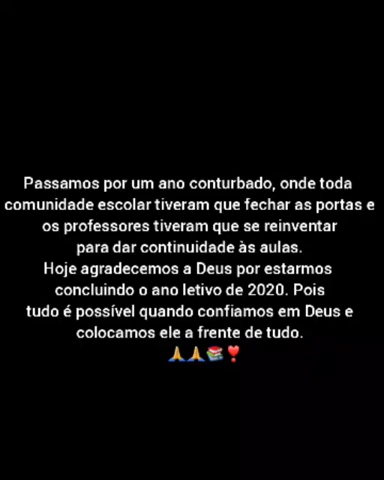 Passamos por um ano conturbado, onde toda
comunidade escolar tiveram que fechar as portas e
os professores tiveram que se reinventar
para dar continuidade às aulas.
Hoje agradecemos a Deus por estarmos
concluindo o ano letivo de 2020. Pois
tudo é possível quando confiamos em Deus e
colocamos ele a frente de tudo.
🙏🙏📚❣️